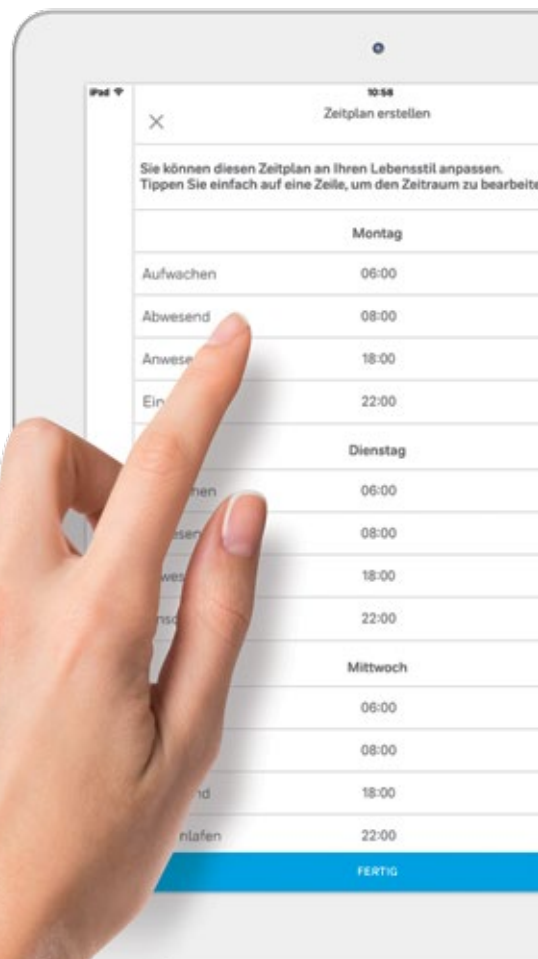 iPad
10:58
Zeitplan erstellen
Sie können diesen Zeitplan an Ihren Lebensstil anpassen.
Tippen Sie einfach auf eine Zeile, um den Zeitraum zu bearbeite
Montag
Aufwachen 06:00
Abwesend 08:00
18:00
22:00
Dienstag
06:00
08:00
18:00
22:00
Mittwoch
06:00
08:00
18:00
22:00
FERTIG